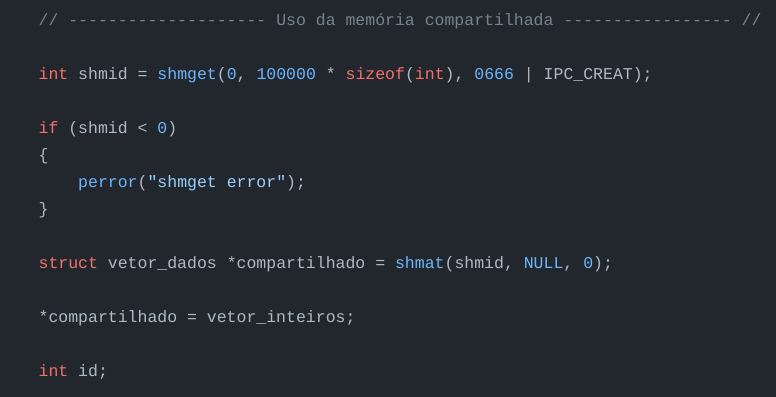 // -------------------- Uso da memória compartilhada ----------------- //
int shmid = shmget(0, 100000 * sizeof(int), 0666 | IPC_CREAT);
if (shmid < 0)
{
perror("shmget error");
}
struct vetor_dados *compartilhado = shmat(shmid, NULL, 0);
*compartilhado = vetor_inteiros;
int id;